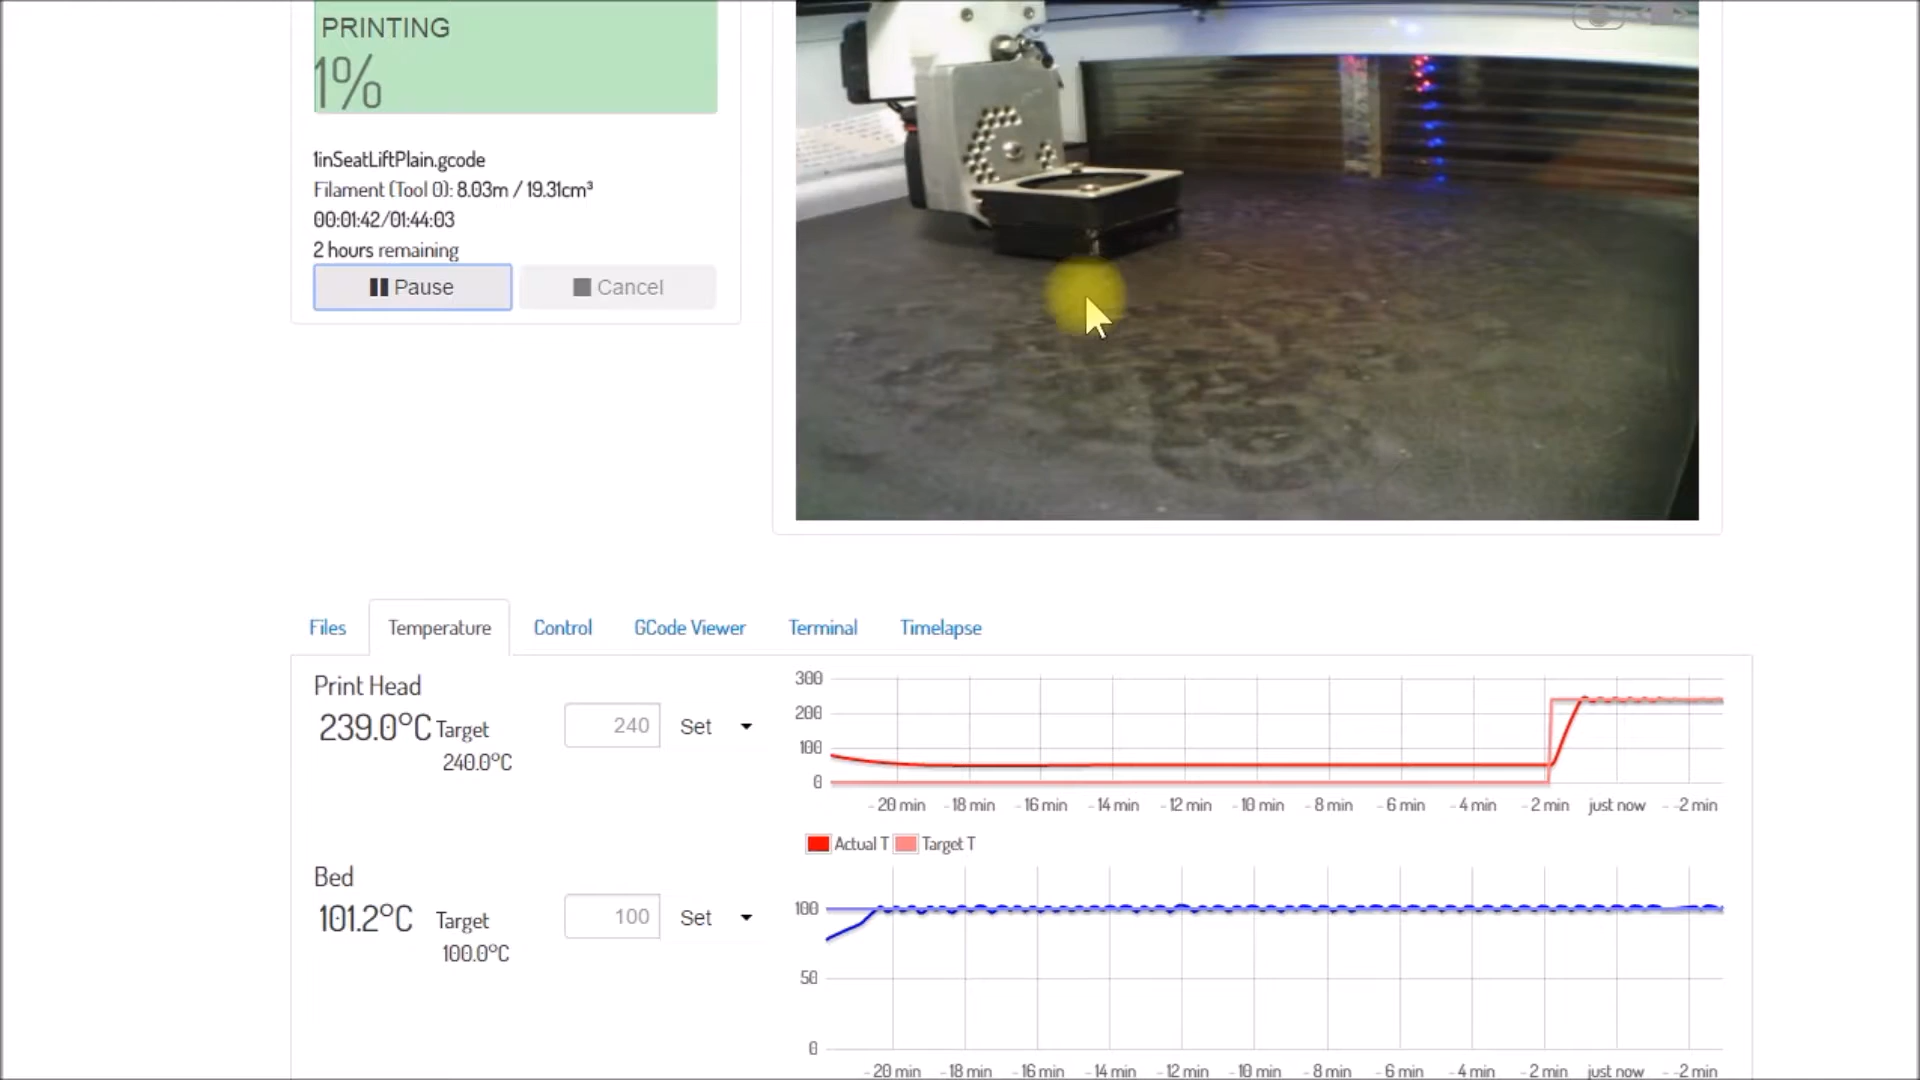 PRINTING
1%
1inSeatLiftPlain.gcode
Filament (Tool 0): 8.03m / 19.31cm³
00:01:42/01:44:03
2 hours remaining
Pause Cancel
Files Temperature Control GCode Viewer Terminal Timelapse
Print Head
239.0°C Target
240.0°C
240 Set
300
200
100
0
- 20 min - 18 min - 16 min - 14 min - 12 min - 10 min - 8 min - 6 min - 4 min - 2 min just now - -2 min
Actual T Target T
Bed
101.2°C Target
100.0°C
100 Set
100
50
0
- 20 min - 18 min - 16 min - 14 min - 12 min - 10 min - 8 min - 6 min - 4 min - 2 min just now - -2 min